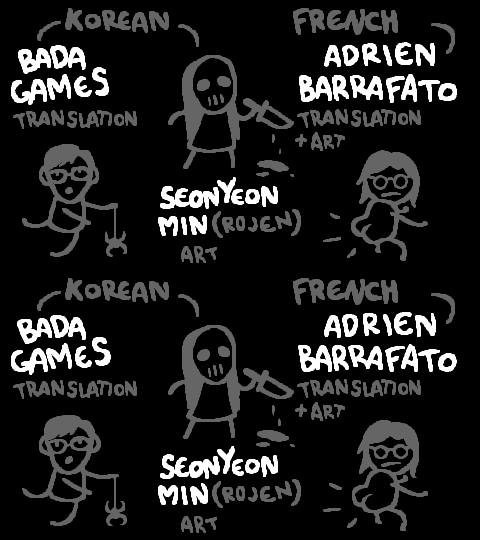 KOREAN
BADA
GAMES
TRANSLATION
SEONYEON
MIN (ROJEN)
ART
FRENCH
ADRIEN
BARRAFATO
TRANSLATION
+ ART
KOREAN
BADA
GAMES
TRANSLATION
SEONYEON
MIN (ROJEN)
ART
FRENCH
ADRIEN
BARRAFATO
TRANSLATION
+ ART